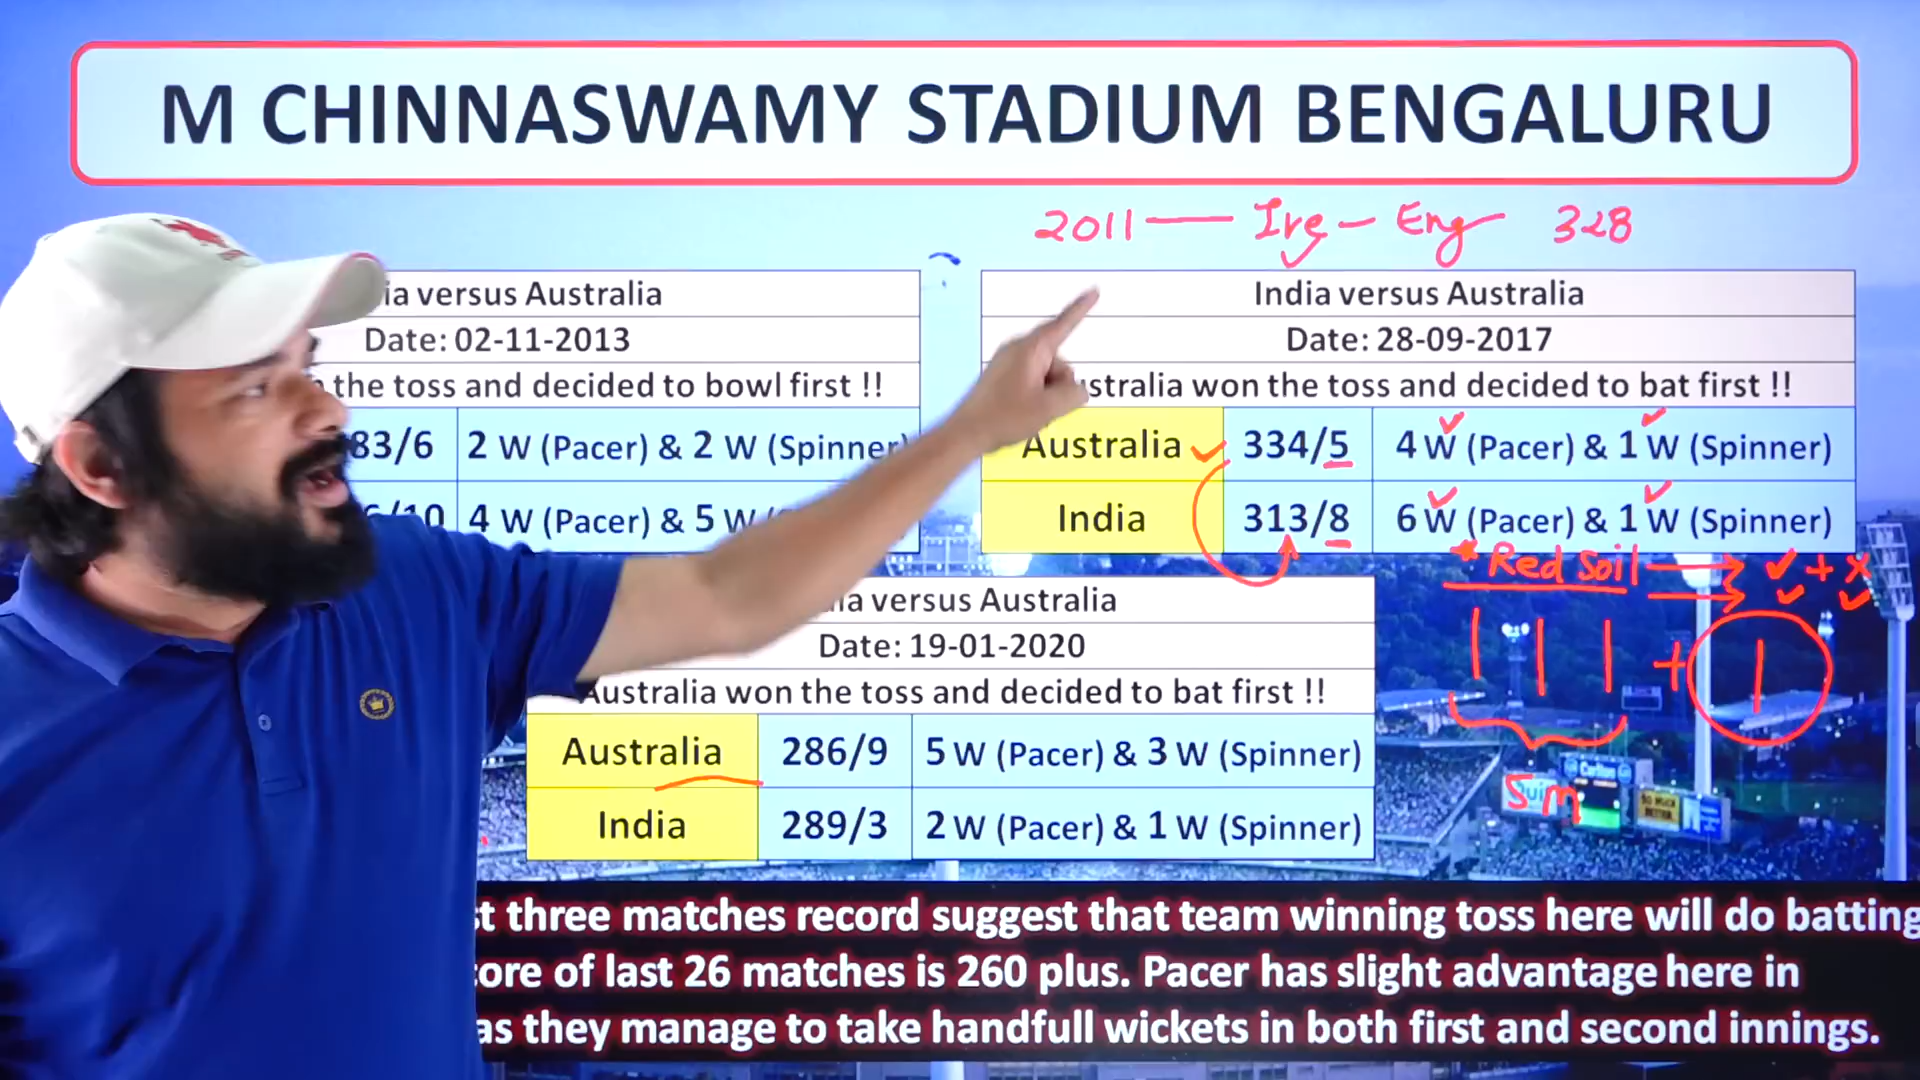 M CHINNASWAMY STADIUM BENGALURU
2011 — Ire — Eng 328
versus Australia
Date: 02-11-2013
the toss and decided to bowl first !!
83/6 2 W (Pacer) & 2 W (Spinner)
/10 4 W (Pacer) & 5 W
India versus Australia
Date: 28-09-2017
Australia won the toss and decided to bat first !!
Australia 334/5 4 W (Pacer) & 1 W (Spinner)
India 313/8 6 W (Pacer) & 1 W (Spinner)
* Red Soil
+
+ 1
versus Australia
Date: 19-01-2020
Australia won the toss and decided to bat first !!
Australia 286/9 5 W (Pacer) & 3 W (Spinner)
India 289/3 2 W (Pacer) & 1 W (Spinner)
three matches record suggest that team winning toss here will do batting
of last 26 matches is 260 plus. Pacer has slight advantage here in
as they manage to take handfull wickets in both first and second innings.